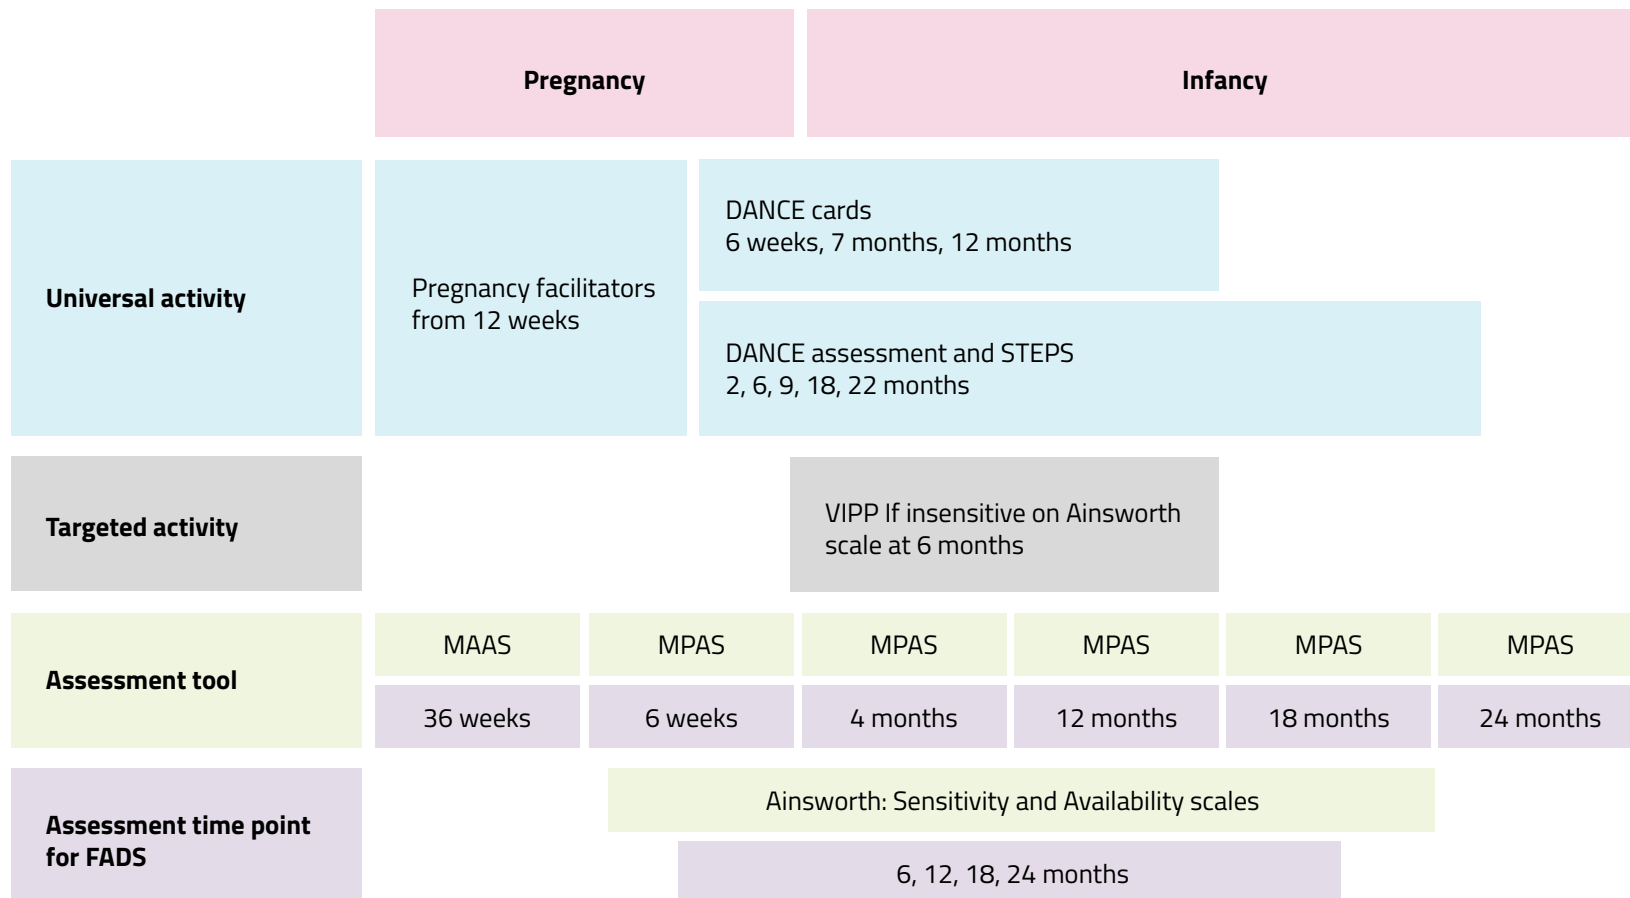 Pregnancy
Infancy
Universal activity
Pregnancy facilitators
from 12 weeks
DANCE cards
6 weeks, 7 months, 12 months
DANCE assessment and STEPS
2, 6, 9, 18, 22 months
Targeted activity
VIPP If insensitive on Ainsworth
scale at 6 months
Assessment tool
MAAS
MPAS
MPAS
MPAS
MPAS
MPAS
36 weeks
6 weeks
4 months
12 months
18 months
24 months
Assessment time point
for FADS
Ainsworth: Sensitivity and Availability scales
6, 12, 18, 24 months